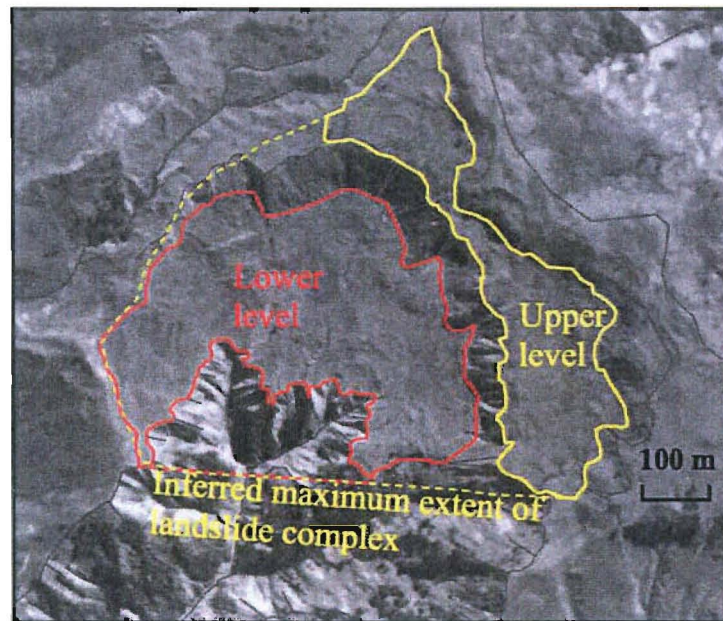 Lower
level
Upper
level
100 m
Inferred maximum extent of
landslide complex